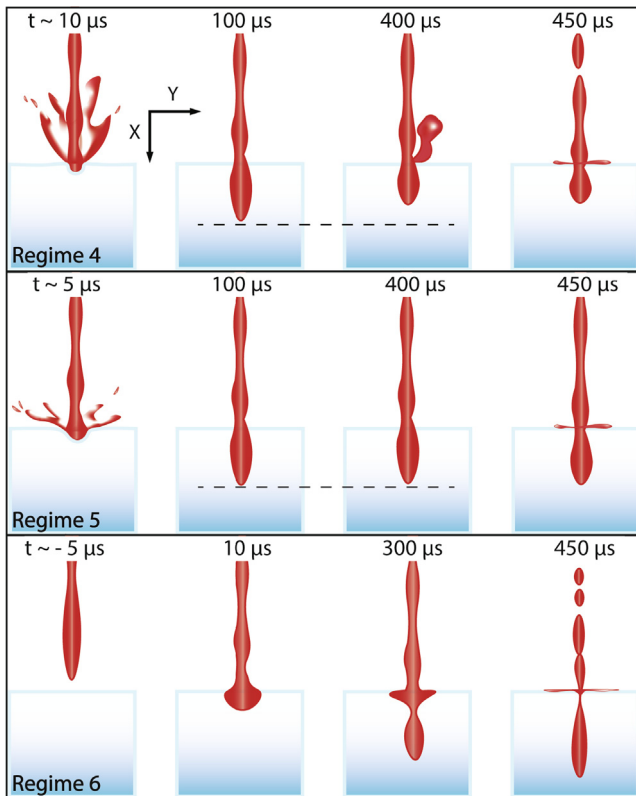 t ~ 10 µs
100 µs
400 µs
450 µs
Y
X
Regime 4
t ~ 5 µs
100 µs
400 µs
450 µs
Regime 5
t ~ - 5 µs
10 µs
300 µs
450 µs
Regime 6